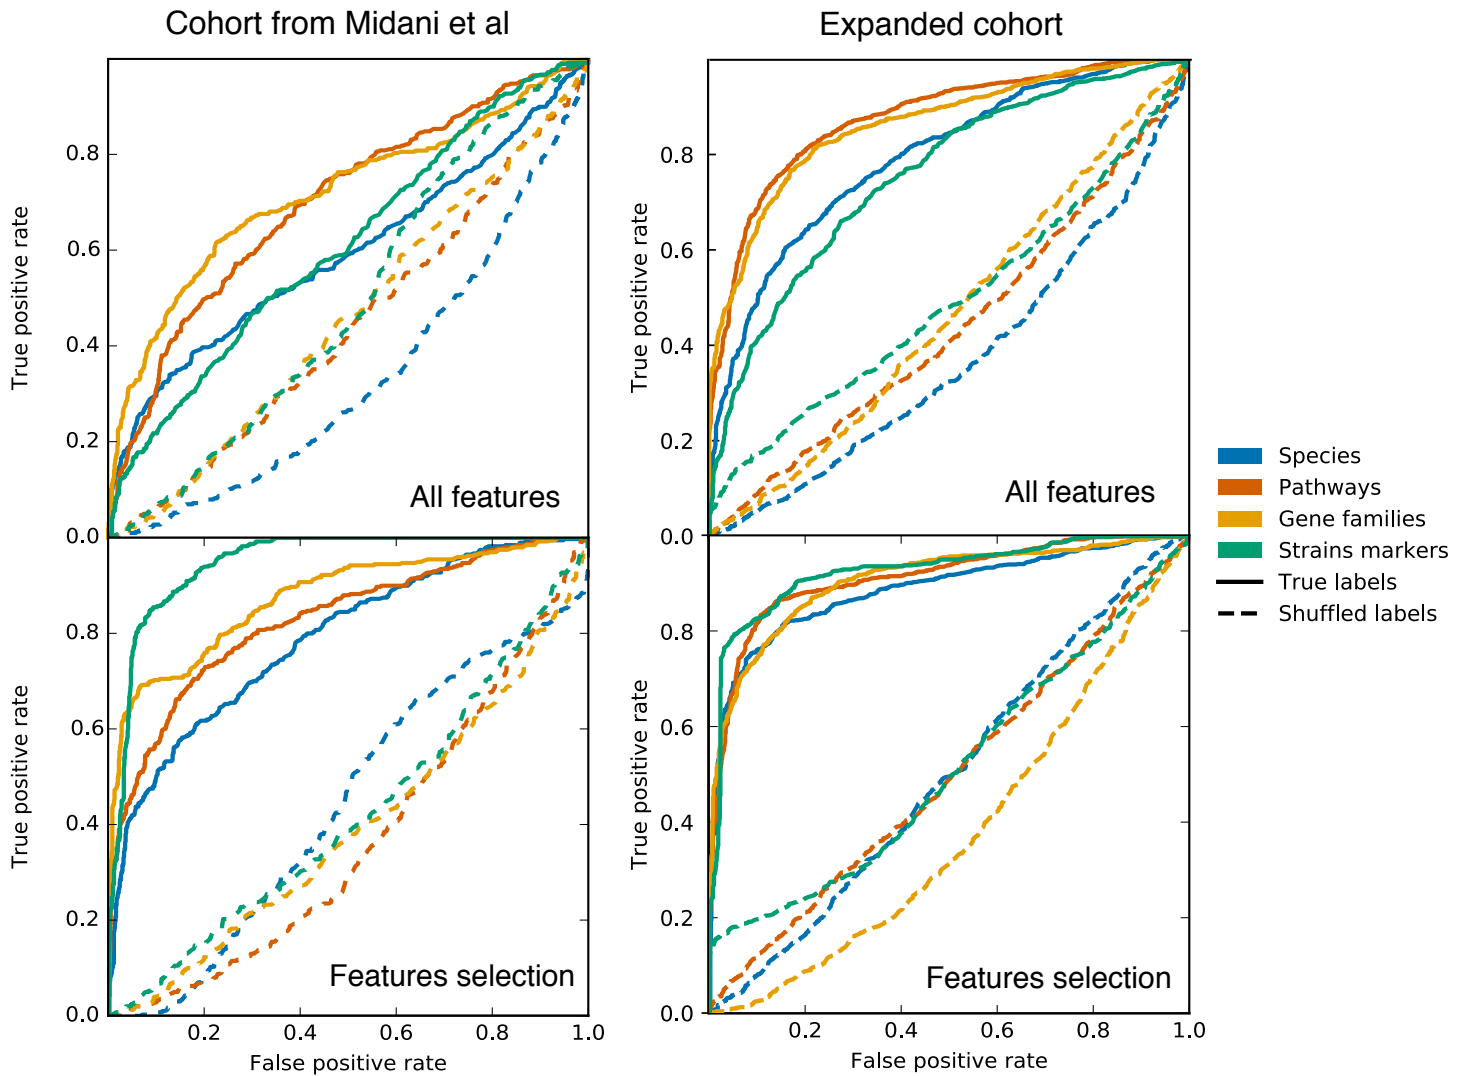 Cohort from Midani et al
Expanded cohort
True positive rate
0.8
0.6
0.4
0.2
0.0
All features
True positive rate
0.8
0.6
0.4
0.2
0.0
All features
Species
Pathways
Gene families
Strains markers
True labels
Shuffled labels
True positive rate
0.8
0.6
0.4
0.2
0.0
Features selection
0.2 0.4 0.6 0.8 1.0
False positive rate
True positive rate
0.8
0.6
0.4
0.2
0.0
Features selection
0.2 0.4 0.6 0.8 1.0
False positive rate